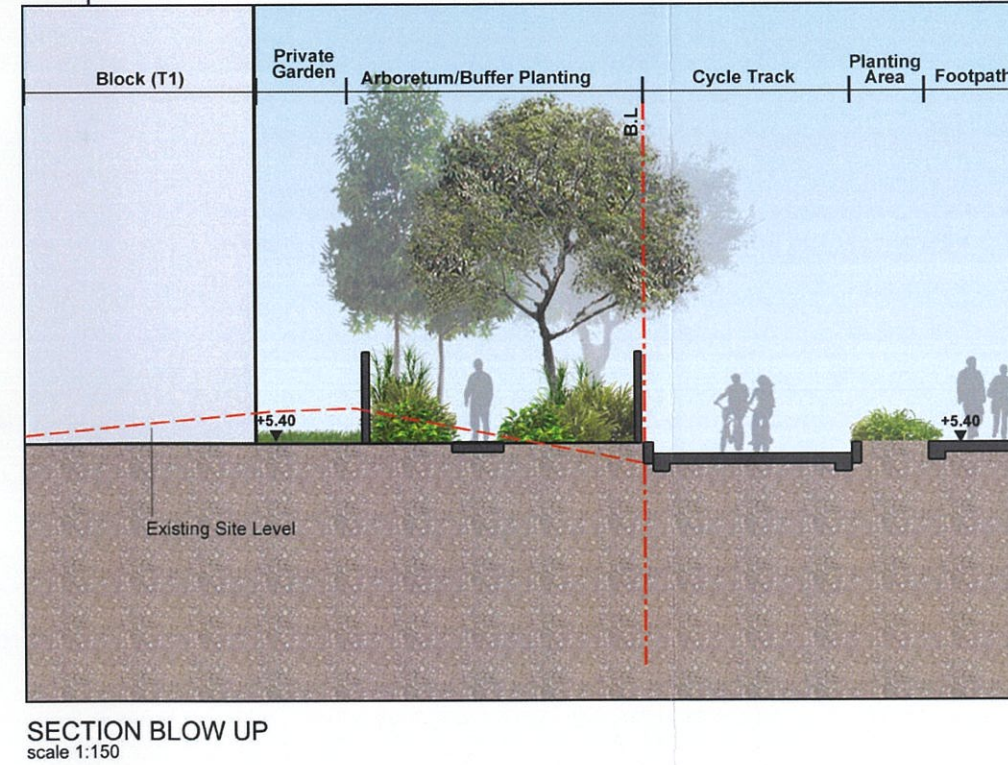 Block (T1)
Private
Garden
Arboretum/Buffer Planting
Cycle Track
Planting
Area
Footpath
B.L
+5.40
+5.40
Existing Site Level
SECTION BLOW UP
scale 1:150